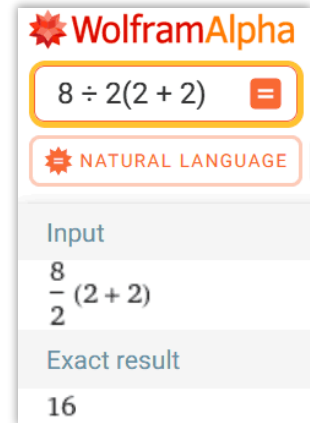 WolframAlpha
8 ÷ 2(2 + 2) =
NATURAL LANGUAGE
Input
8/2 (2 + 2)
Exact result
16